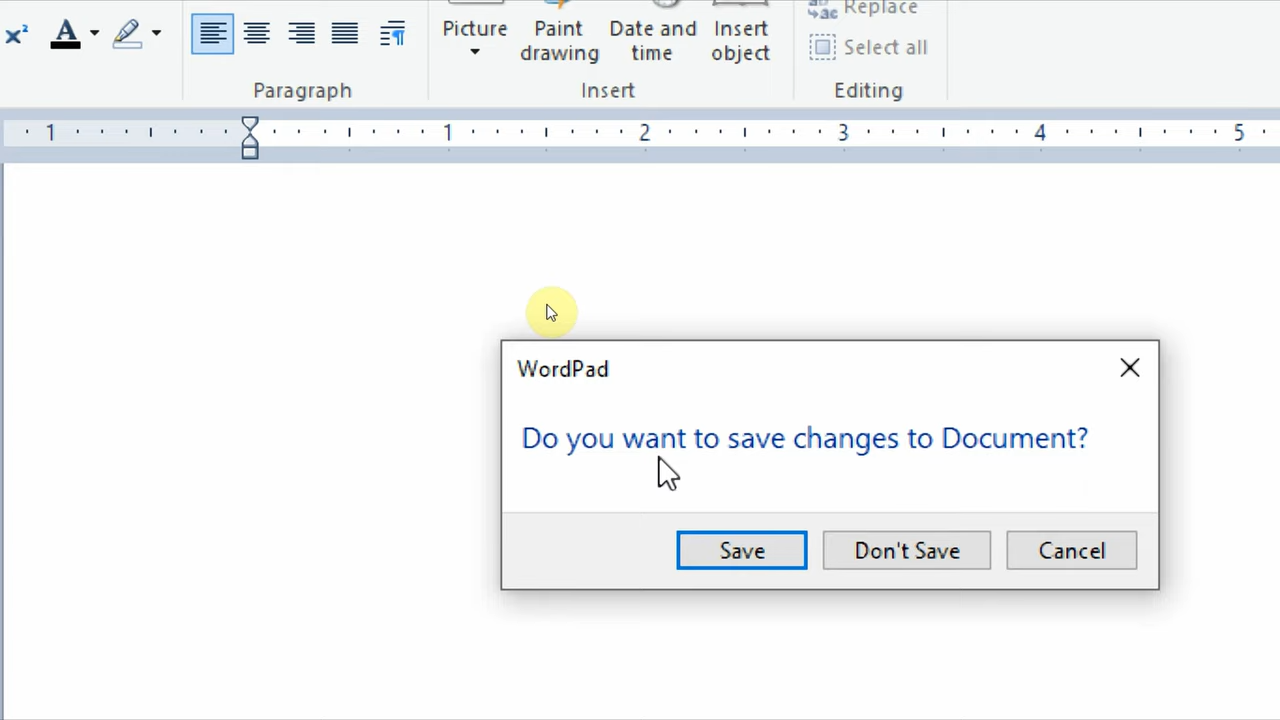 Replace
x²
A
Picture
Paint
drawing
Date and
time
Insert
object
Select all
Paragraph
Insert
Editing
1 1 2 3 4 5
WordPad
Do you want to save changes to Document?
Save Don't Save Cancel